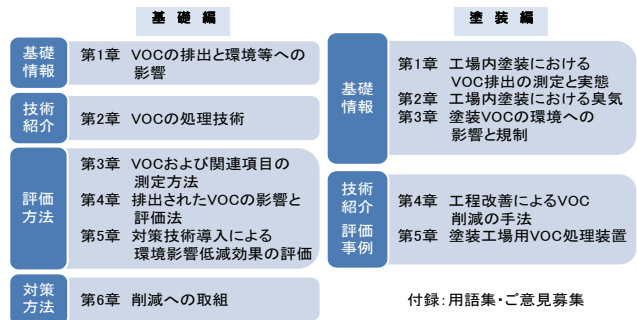 基礎編
基礎
情報
第1章 VOCの排出と環境等への
影響
技術
紹介
第2章 VOCの処理技術
評価
方法
第3章 VOCおよび関連項目の
測定方法
第4章 排出されたVOCの影響と
評価法
第5章 対策技術導入による
環境影響低減効果の評価
対策
方法
第6章 削減への取組
塗装編
基礎
情報
第1章 工場内塗装における
VOC排出の測定と実態
第2章 工場内塗装における臭気
第3章 塗装VOCの環境への
影響と規制
技術
紹介
評価
事例
第4章 工程改善によるVOC
削減の手法
第5章 塗装工場用VOC処理装置
付録:用語集・ご意見募集